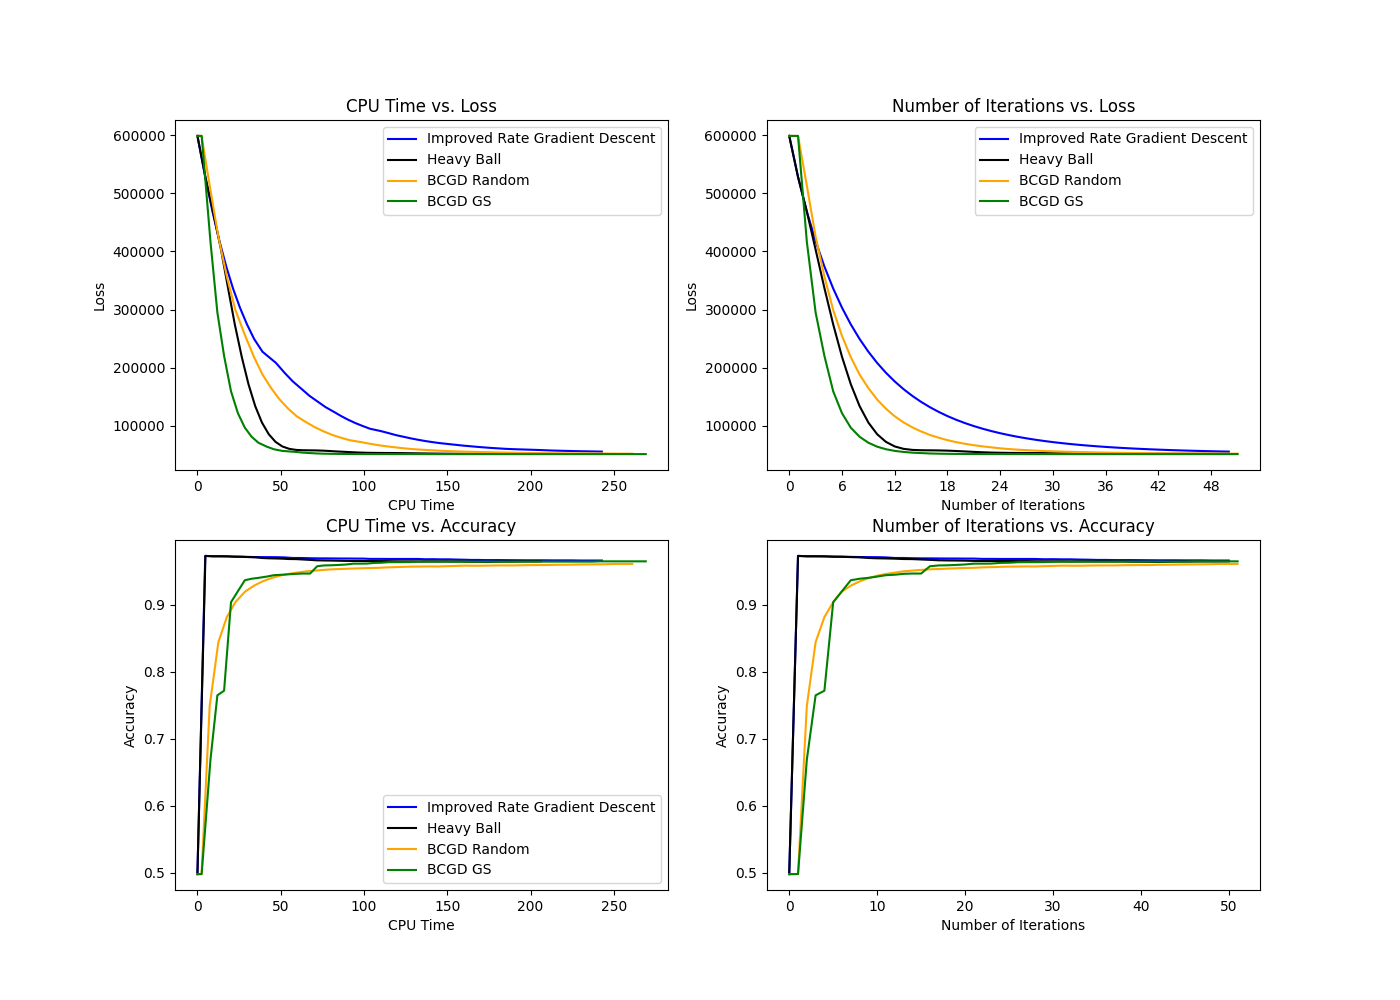 CPU Time vs. Loss
600000
500000
400000
300000
200000
100000
Loss
0 50 100 150 200 250
CPU Time
Improved Rate Gradient Descent
Heavy Ball
BCGD Random
BCGD GS
Number of Iterations vs. Loss
600000
500000
400000
300000
200000
100000
Loss
0 6 12 18 24 30 36 42 48
Number of Iterations
Improved Rate Gradient Descent
Heavy Ball
BCGD Random
BCGD GS
CPU Time vs. Accuracy
0.9
0.8
0.7
0.6
0.5
Accuracy
0 50 100 150 200 250
CPU Time
Improved Rate Gradient Descent
Heavy Ball
BCGD Random
BCGD GS
Number of Iterations vs. Accuracy
0.9
0.8
0.7
0.6
0.5
Accuracy
0 10 20 30 40 50
Number of Iterations